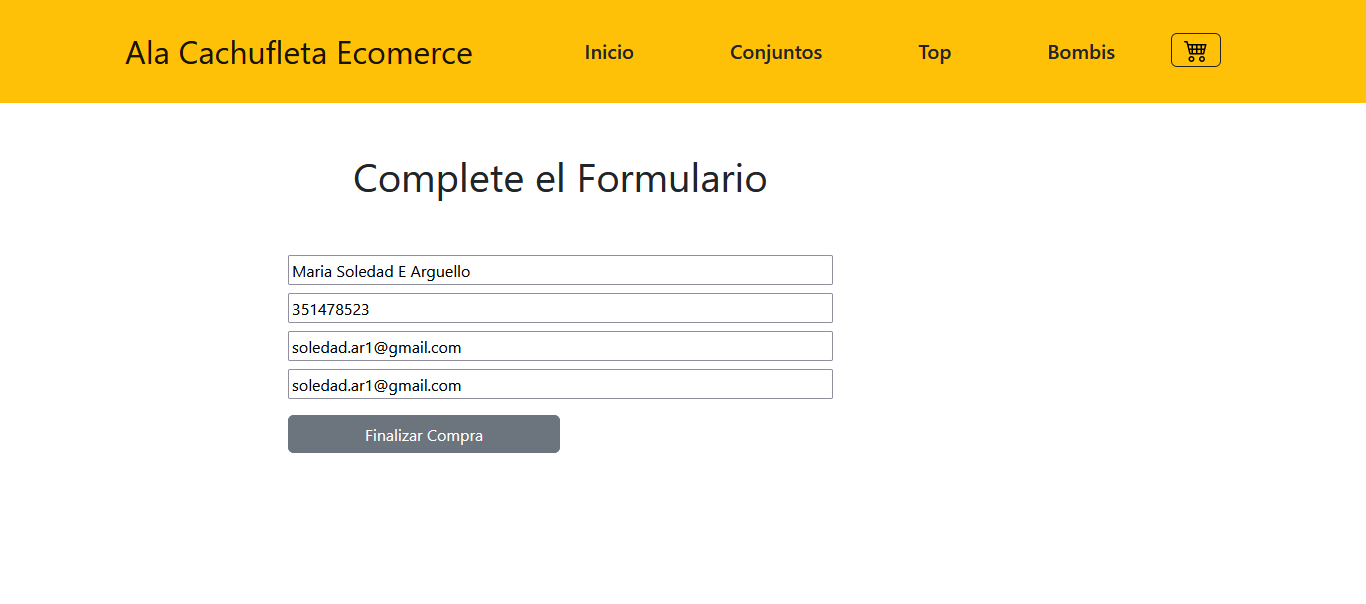 Ala Cachufleta Ecomerce Inicio Conjuntos Top Bombis
Complete el Formulario
Maria Soledad E Arguello
351478523
soledad.ar1@gmail.com
soledad.ar1@gmail.com
Finalizar Compra